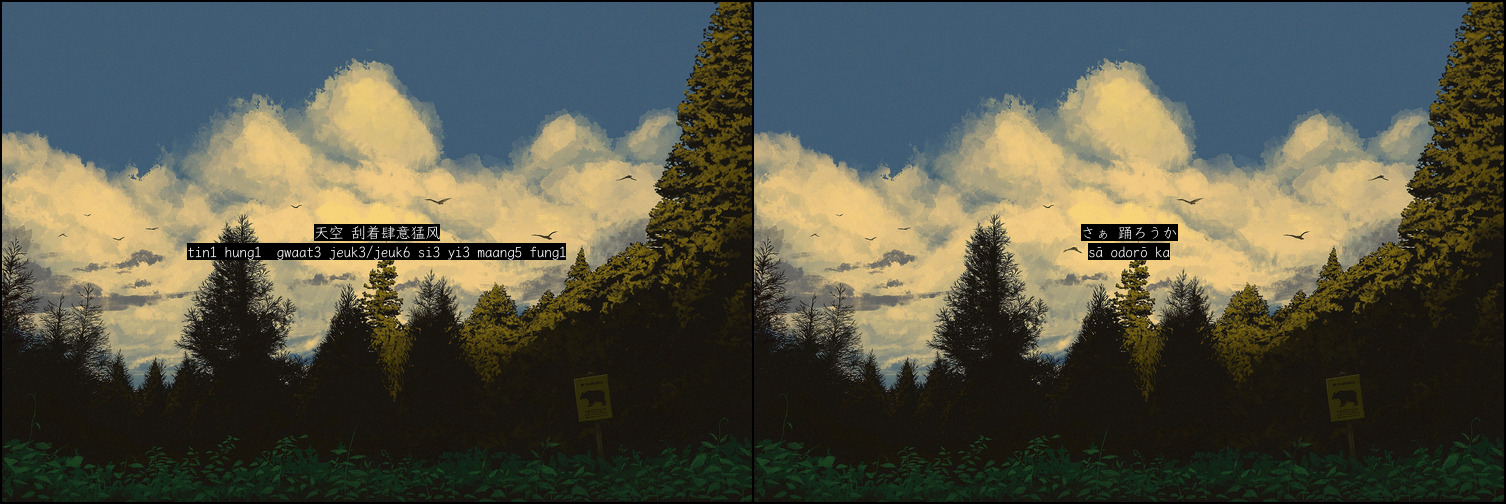 天空 刮着肆意猛风
tin1 hung1  gwaat3 jeuk3/jeuk6 si3 yi3 maang5 fung1
さぁ 踊ろうか
sā odorō ka